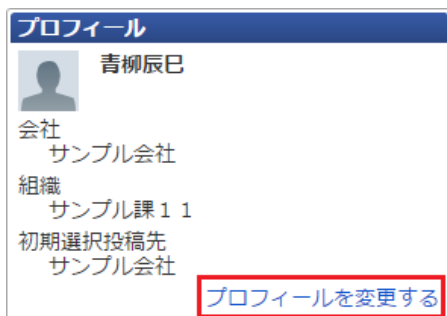 プロフィール
青柳辰巳
会社
サンプル会社
組織
サンプル課１１
初期選択投稿先
サンプル会社
プロフィールを変更する